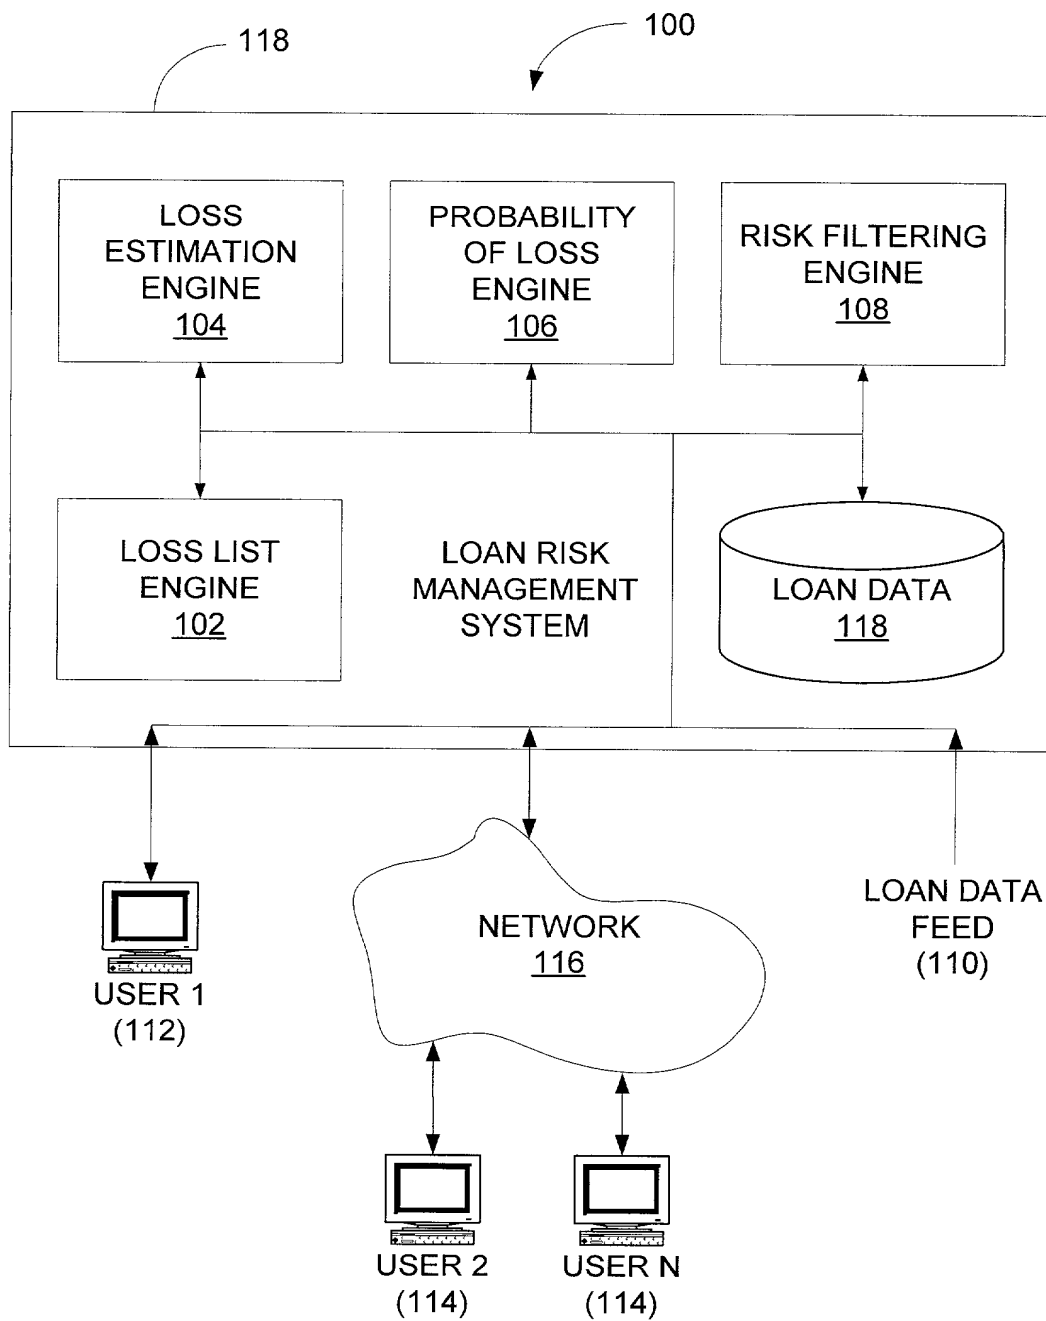 118
100
LOSS
ESTIMATION
ENGINE
104
PROBABILITY
OF LOSS
ENGINE
106
RISK FILTERING
ENGINE
108
LOSS LIST
ENGINE
102
LOAN RISK
MANAGEMENT
SYSTEM
LOAN DATA
118
USER 1
(112)
NETWORK
116
LOAN DATA
FEED
(110)
USER 2
(114)
USER N
(114)